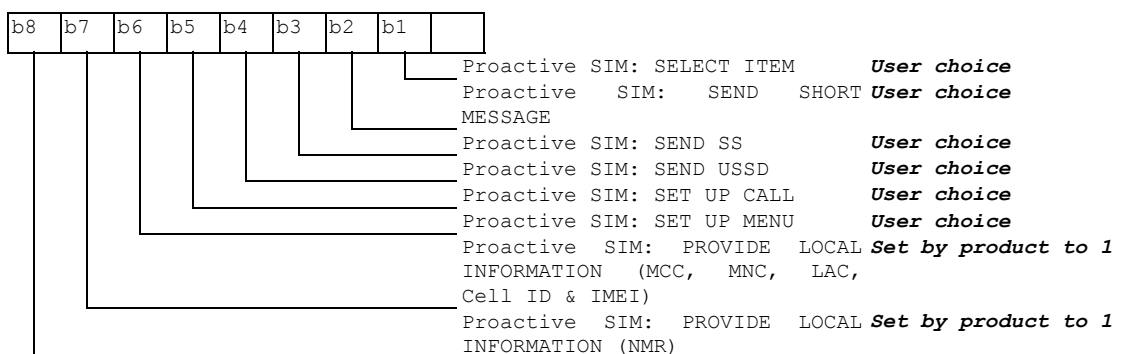 b8 b7 b6 b5 b4 b3 b2 b1
Proactive SIM: SELECT ITEM User choice
Proactive SIM: SEND SHORT User choice
MESSAGE
Proactive SIM: SEND SS User choice
Proactive SIM: SEND USSD User choice
Proactive SIM: SET UP CALL User choice
Proactive SIM: SET UP MENU User choice
Proactive SIM: PROVIDE LOCAL Set by product to 1
INFORMATION (MCC, MNC, LAC,
Cell ID & IMEI)
Proactive SIM: PROVIDE LOCAL Set by product to 1
INFORMATION (NMR)